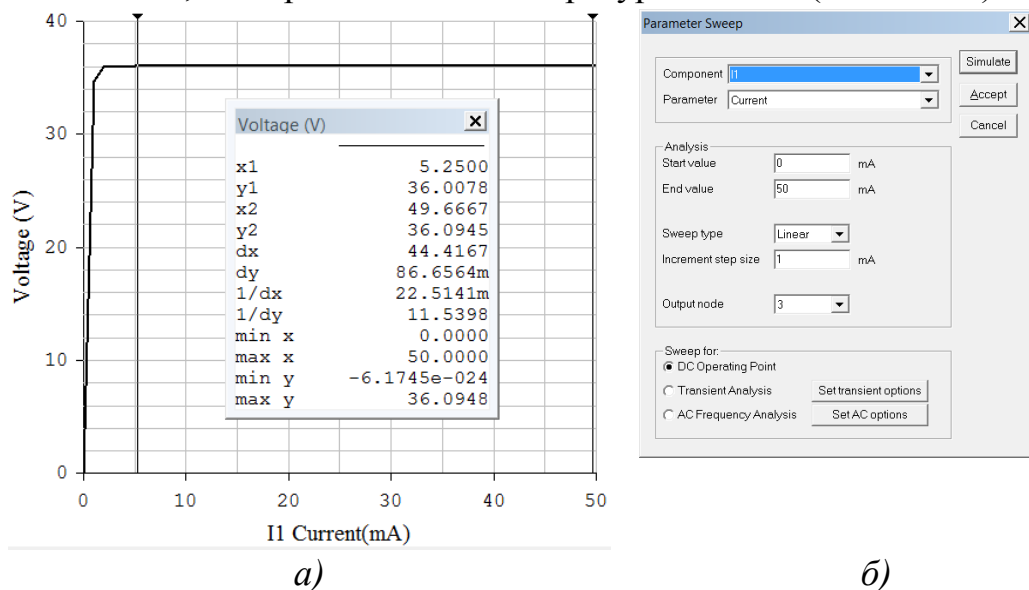 40
30
20
10
0
Voltage (V)
0 10 20 30 40 50
I1 Current(mA)
Voltage (V)
x1 5.2500
y1 36.0078
x2 49.6667
y2 36.0945
dx 44.4167
dy 86.6564m
1/dx 22.5141m
1/dy 11.5398
min x 0.0000
max x 50.0000
min y -6.1745e-024
max y 36.0948
а)
Parameter Sweep
Component I1
Parameter Current
Simulate
Accept
Cancel
Analysis
Start value 0 mA
End value 50 mA
Sweep type Linear
Increment step size 1 mA
Output node 3
Sweep for:
DC Operating Point
Transient Analysis Set transient options
AC Frequency Analysis Set AC options
б)